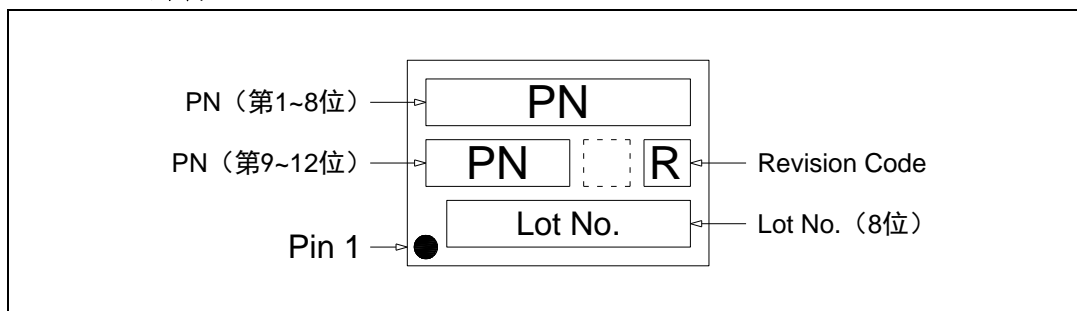 PN（第1~8位） PN
PN（第9~12位） PN R Revision Code
Lot No. Lot No.（8位）
Pin 1